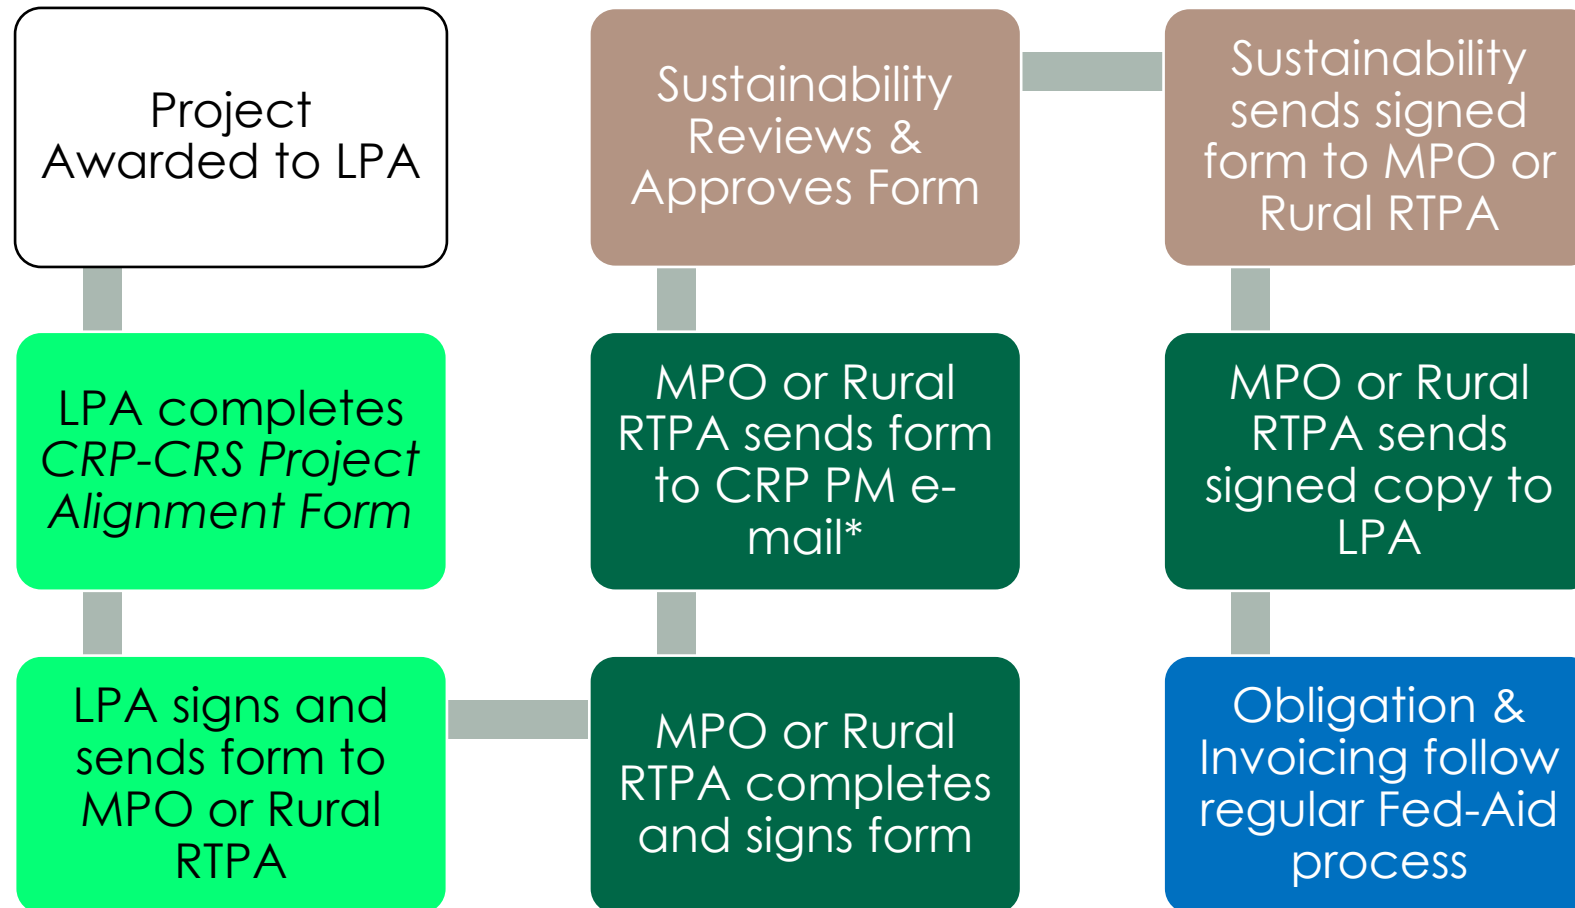 Project
Awarded to LPA
LPA completes
CRP-CRS Project
Alignment Form
LPA signs and
sends form to
MPO or Rural
RTPA
MPO or Rural
RTPA completes
and signs form
MPO or Rural
RTPA sends form
to CRP PM e-
mail*
Sustainability
Reviews &
Approves Form
Sustainability
sends signed
form to MPO or
Rural RTPA
MPO or Rural
RTPA sends
signed copy to
LPA
Obligation &
Invoicing follow
regular Fed-Aid
process